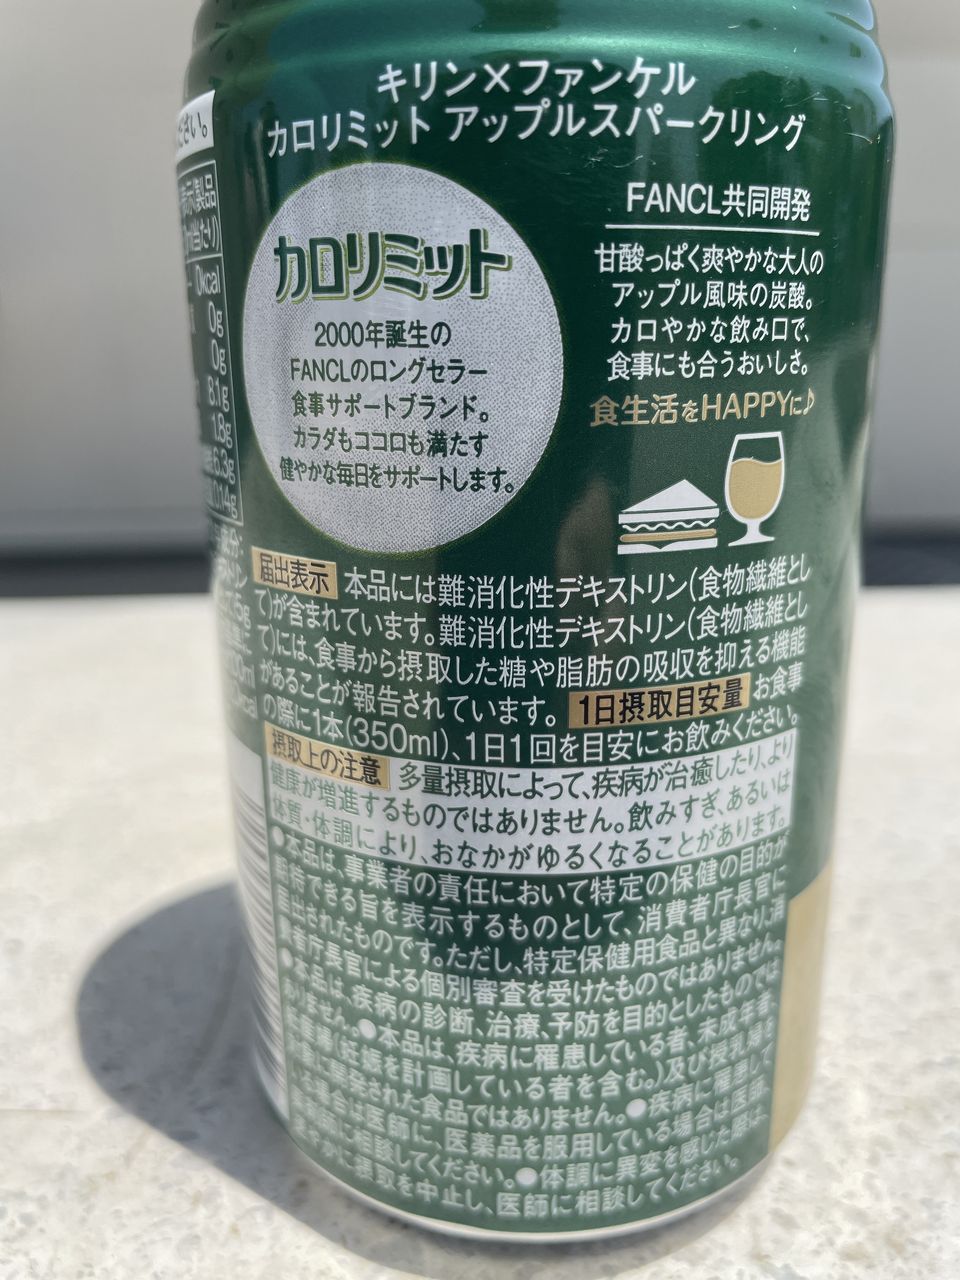 キリン×ファンケル
カロリミット アップルスパークリング
ださい。
表示(製品
当たり)
0kcal
0g
0g
8.1g
1.8g
6.3g
0.14g
カロリミット
2000年誕生の
FANCLのロングセラー
食事サポートブランド。
カラダもココロも満たす
健やかな毎日をサポートします。
FANCL共同開発
甘酸っぱく爽やかな大人の
アップル風味の炭酸。
カロやかな飲み口で、
食事にも合うおいしさ。
食生活をHAPPYに♪
届出表示 本品には難消化性デキストリン(食物繊維とし
て)が含まれています。難消化性デキストリン(食物繊維とし
て)には、食事から摂取した糖や脂肪の吸収を抑える機能
があることが報告されています。 1日摂取目安量 お食事
の際に1本(350ml)、1日1回を目安にお飲みください。
摂取上の注意 多量摂取によって、疾病が治癒したり、より
健康が増進するものではありません。飲みすぎ、あるいは
体質・体調により、おなかがゆるくなることがあります。
●本品は、事業者の責任において特定の保健の目的が
期待できる旨を表示するものとして、消費者庁長官に
届出されたものです。ただし、特定保健用食品と異なり、消
費者庁長官による個別審査を受けたものではありません。
●本品は、疾病の診断、治療、予防を目的としたものでは
ありません。●本品は、疾病に罹患している者、未成年者、
妊産婦(妊娠を計画している者を含む。)及び授乳婦を
対象に開発された食品ではありません。●疾病に罹患して
いる場合は医師に、医薬品を服用している場合は医師、
薬剤師に相談してください。●体調に異変を感じた際は、
速やかに摂取を中止し、医師に相談してください。